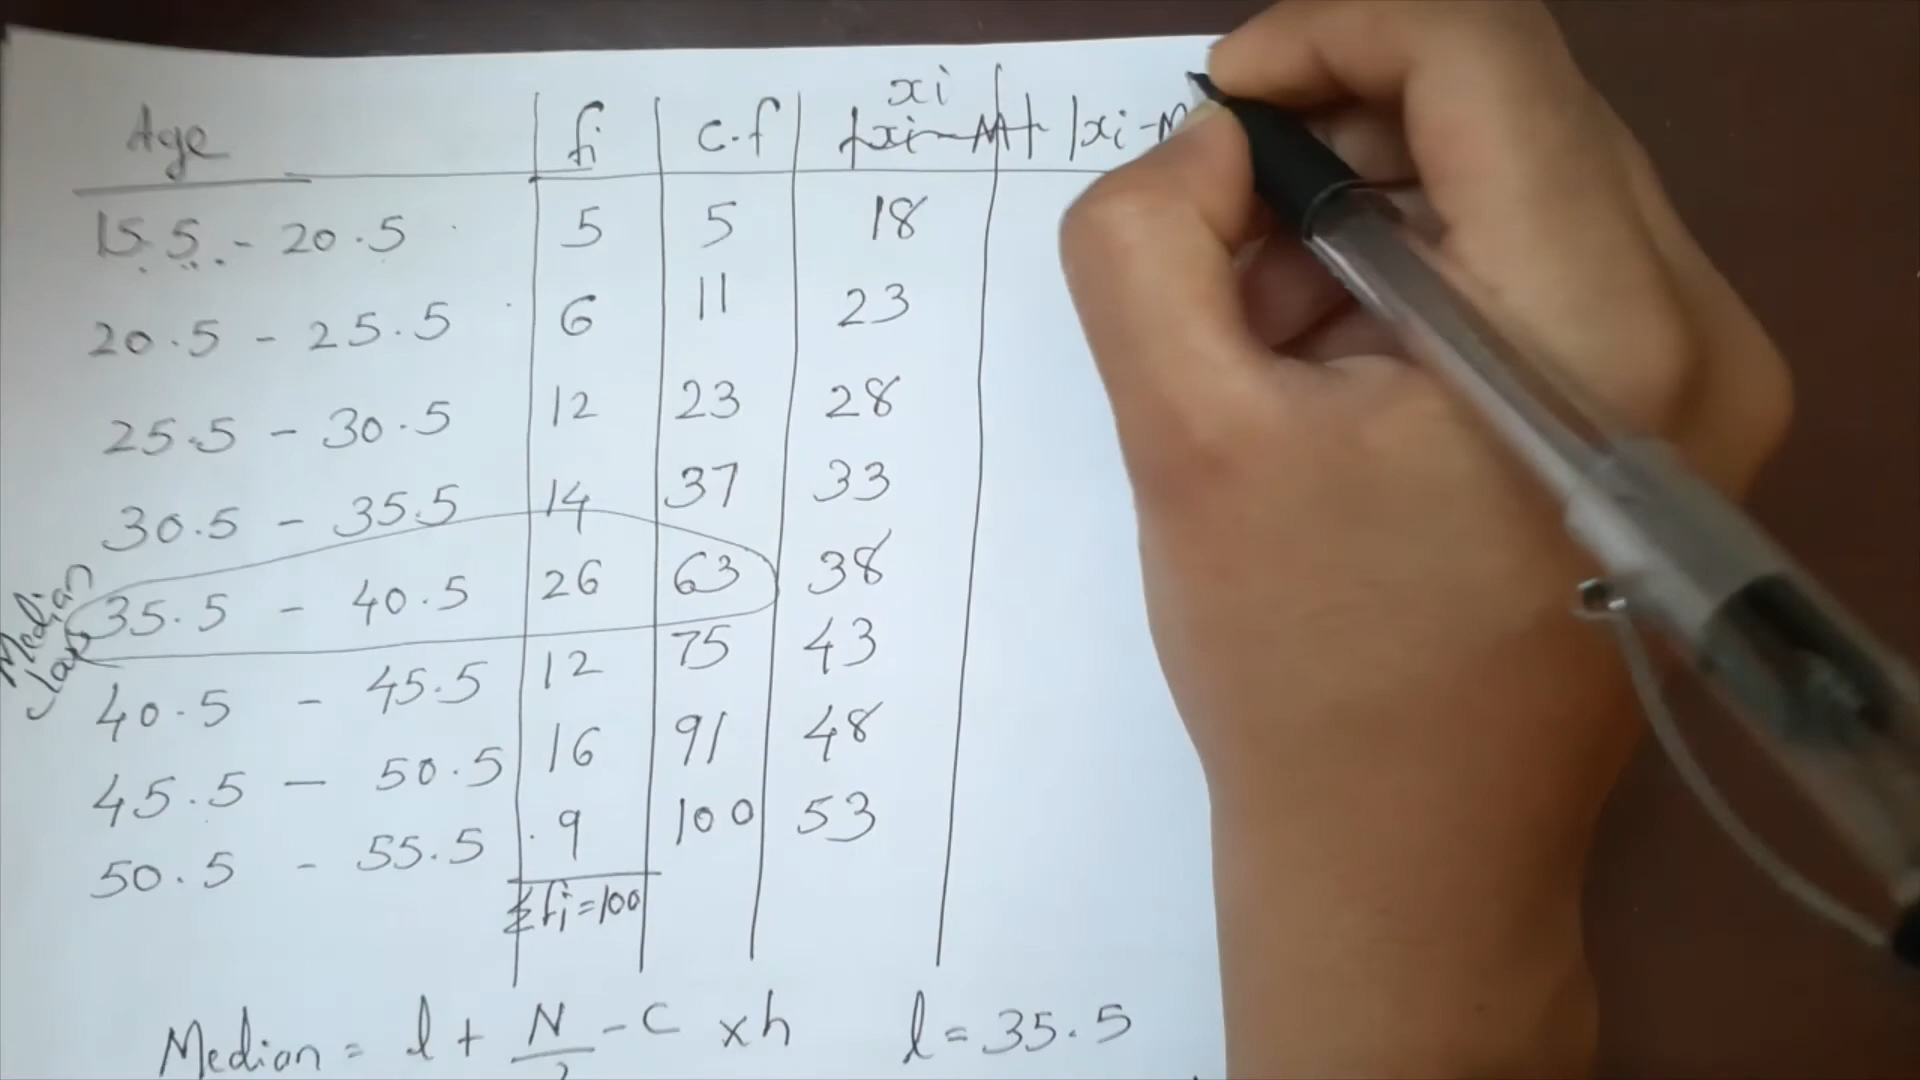 Age fi c.f xi |xi-M| |xi-M
15.5 - 20.5 5 5 18
20.5 - 25.5 6 11 23
25.5 - 30.5 12 23 28
30.5 - 35.5 14 37 33
Median 35.5 - 40.5 26 63 38
40.5 - 45.5 12 75 43
45.5 - 50.5 16 91 48
50.5 - 55.5 9 100 53
Σfi=100
Median = l + N/2 - C xh l = 35.5